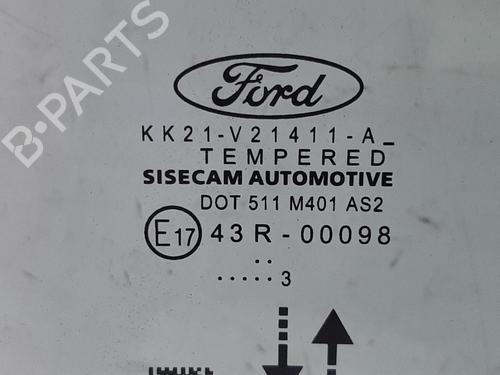 B-PARTS
Ford
KK21-V21411-A_
TEMPERED
SISECAM AUTOMOTIVE
DOT 511 M401 AS2
E17 43R-00098
..
.....3